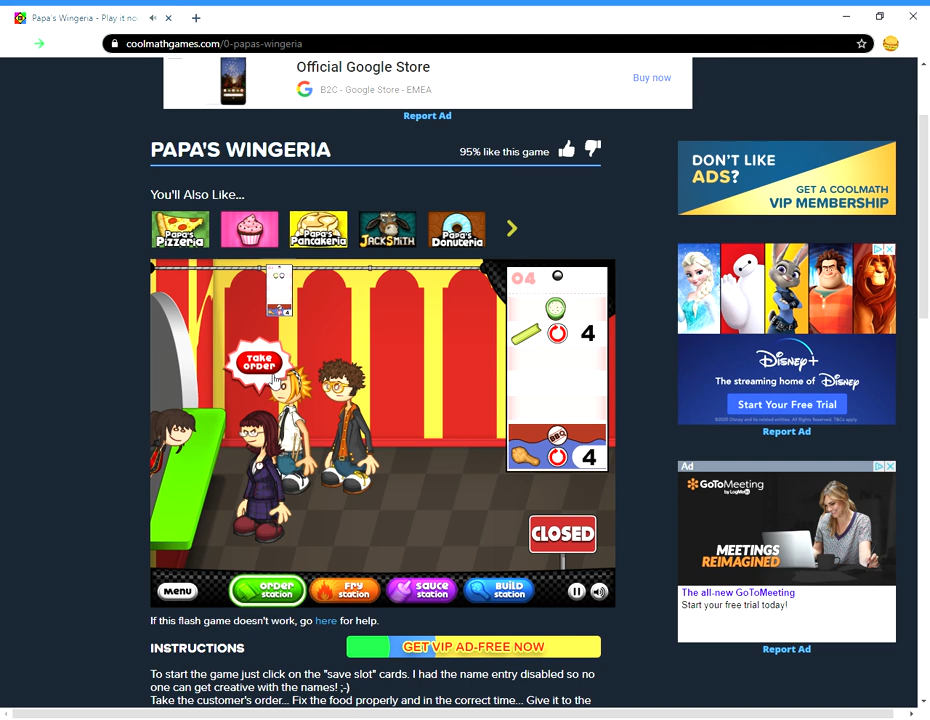 Papa's Wingeria - Play it no
coolmathgames.com/0-papas-wingeria
Official Google Store
B2C - Google Store - EMEA
Buy now
Report Ad
PAPA'S WINGERIA
95% like this game
You'll Also Like...
Papa's Pizzeria
Papa's Pancakeria
JACKSMITH
Papa's Donuteria
TAKE
ORDER
4
04
4
BBQ
4
CLOSED
MENU
ORDER
STATION
FRY
STATION
SAUCE
STATION
BUILD
STATION
If this flash game doesn't work, go here for help.
INSTRUCTIONS
GET VIP AD-FREE NOW
To start the game just click on the "save slot" cards. I had the name entry disabled so no
one can get creative with the names! ;-)
Take the customer's order... Fix the food properly and in the correct time... Give it to the
DON'T LIKE
ADS?
GET A COOLMATH
VIP MEMBERSHIP
Disney+
The streaming home of Disney
Start Your Free Trial
Report Ad
Ad
GoToMeeting
by LogMeIn
MEETINGS
REIMAGINED
The all-new GoToMeeting
Start your free trial today!
Report Ad